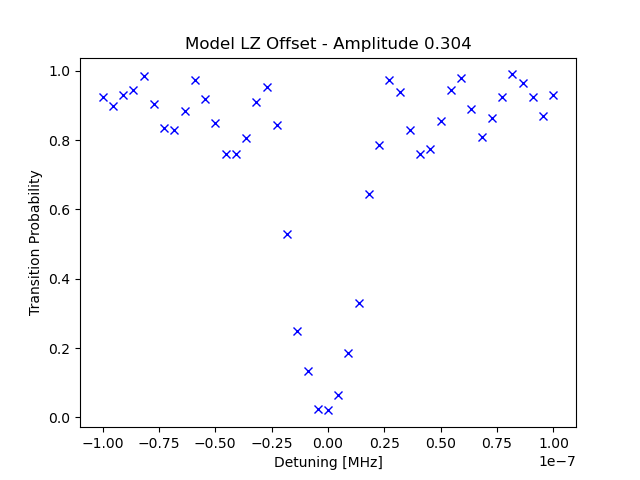 Model LZ Offset - Amplitude 0.304
1.0
0.8
0.6
0.4
0.2
0.0
Transition Probability
−1.00 −0.75 −0.50 −0.25 0.00 0.25 0.50 0.75 1.00
1e−7
Detuning [MHz]